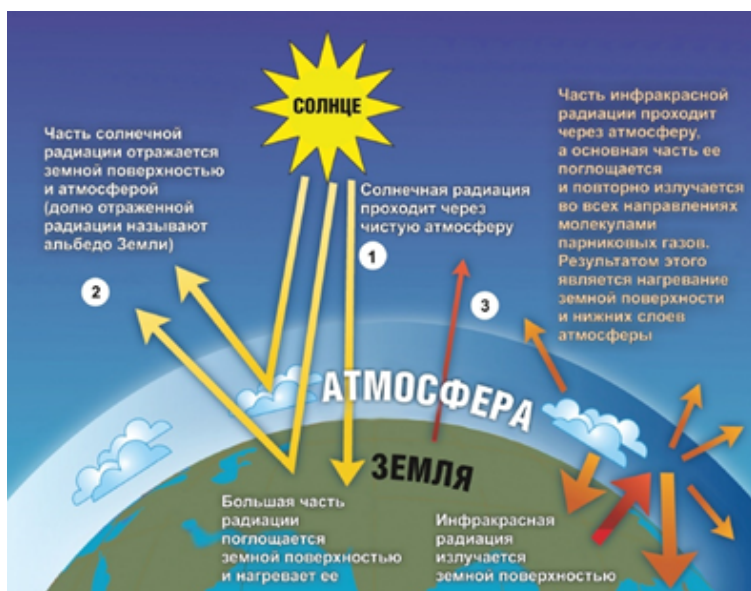 СОЛНЦЕ
Часть солнечной
радиации отражается
земной поверхностью
и атмосферой
(долю отраженной
радиации называют
альбедо Земли)
2
Солнечная радиация
проходит через
чистую атмосферу
1
3
Часть инфракрасной
радиации проходит
через атмосферу,
а основная часть ее
поглощается
и повторно излучается
во всех направлениях
молекулами
парниковых газов.
Результатом этого
является нагревание
земной поверхности
и нижних слоев
атмосферы
АТМОСФЕРА
ЗЕМЛЯ
Большая часть
радиации
поглощается
земной поверхностью
и нагревает ее
Инфракрасная
радиация
излучается
земной поверхностью